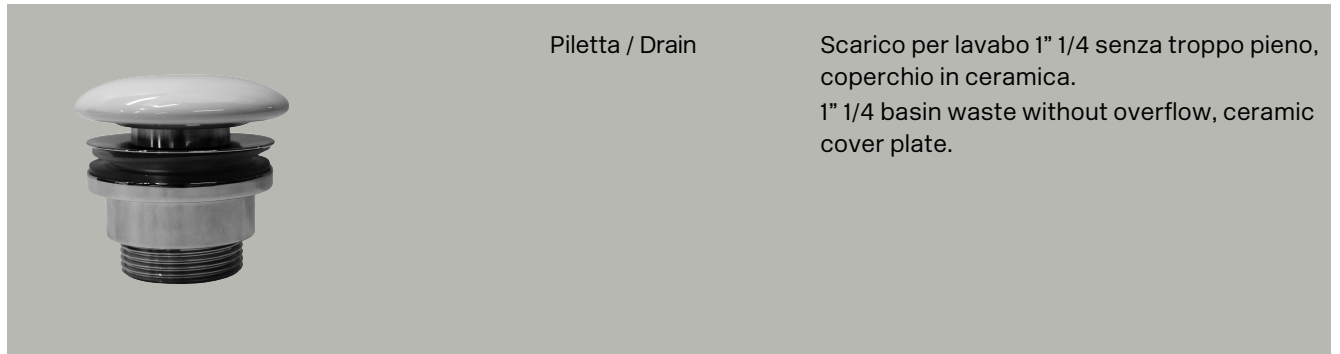 Piletta / Drain
Scarico per lavabo 1” 1/4 senza troppo pieno,
coperchio in ceramica.
1” 1/4 basin waste without overflow, ceramic
cover plate.